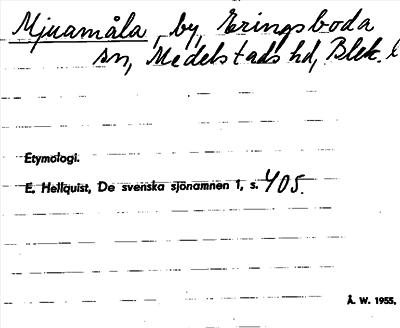 Mjuamåla, by, Eringsboda
sn, Medelstads hd, Blek. l
Etymologi.
E. Hellquist, De svenska sjönamnen 1, s. 405.
Å. W. 1955.